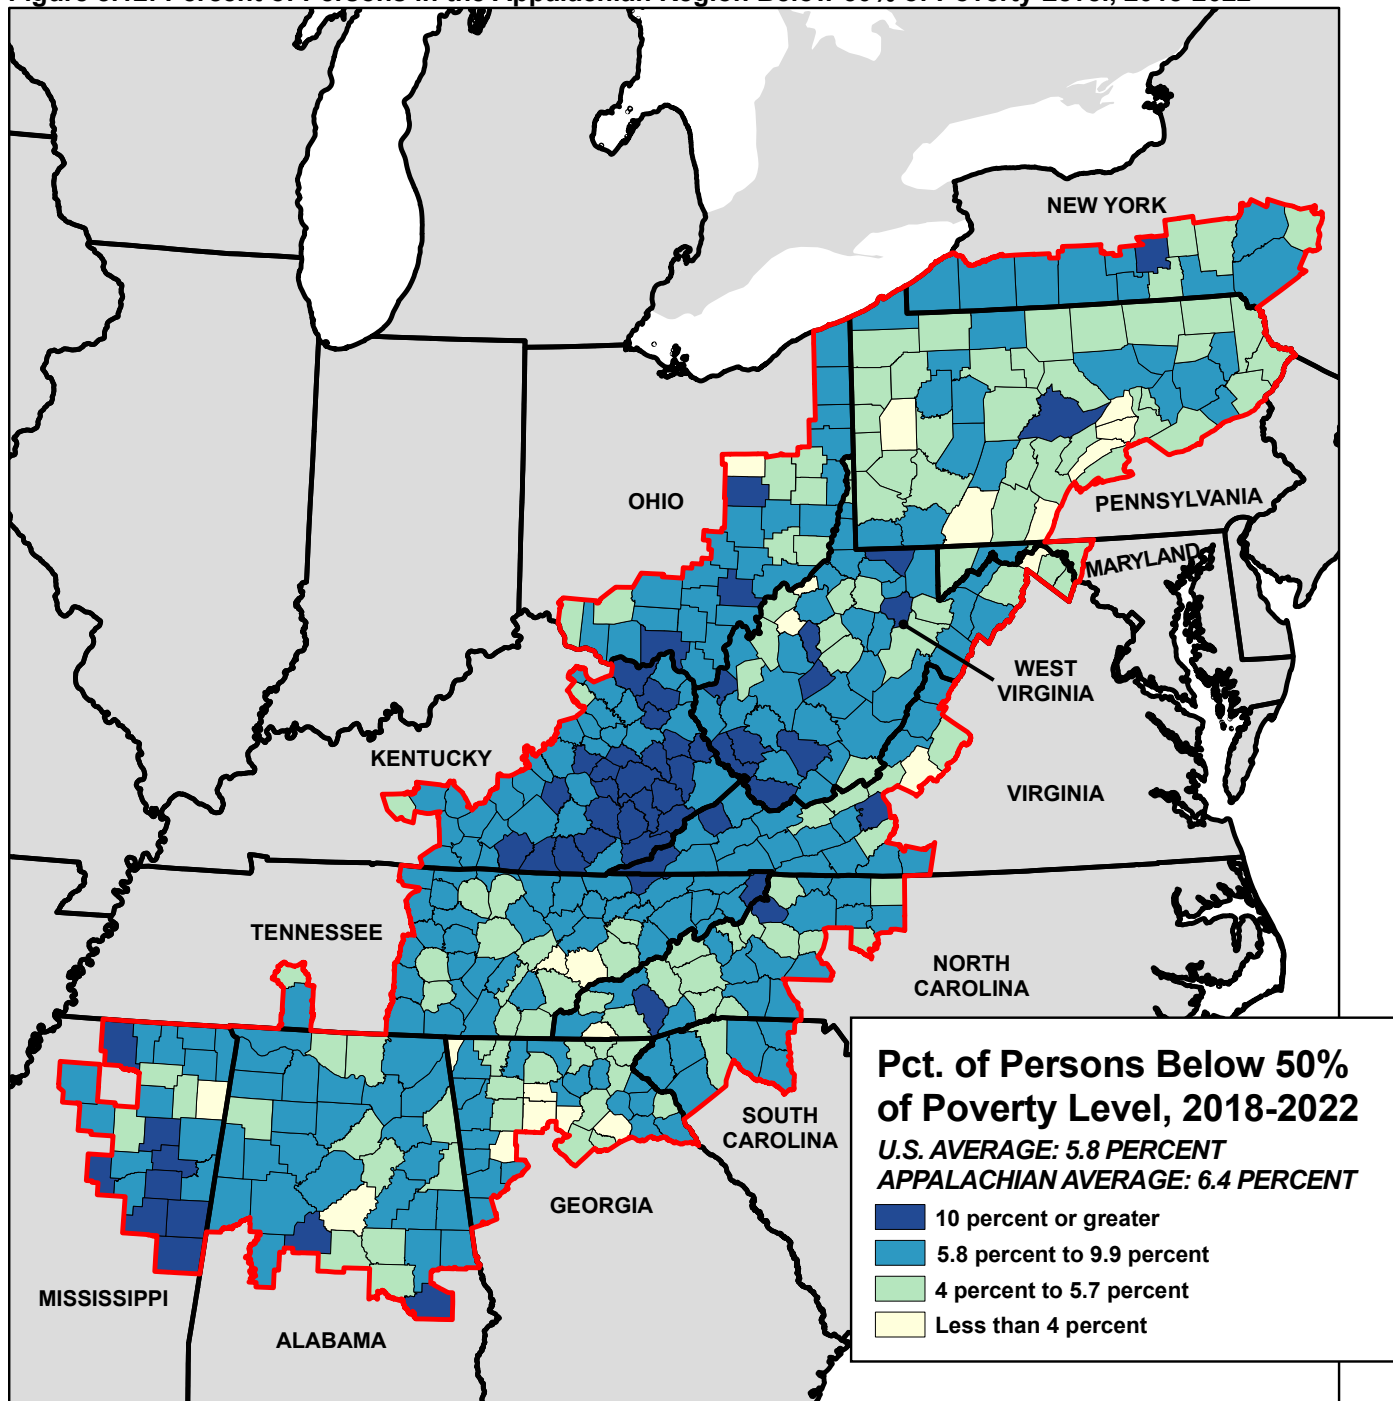 NEW YORK
OHIO
PENNSYLVANIA
MARYLAND
WEST
VIRGINIA
KENTUCKY
VIRGINIA
TENNESSEE
NORTH
CAROLINA
Pct. of Persons Below 50%
of Poverty Level, 2018-2022
U.S. AVERAGE: 5.8 PERCENT
APPALACHIAN AVERAGE: 6.4 PERCENT
10 percent or greater
5.8 percent to 9.9 percent
4 percent to 5.7 percent
Less than 4 percent
SOUTH
CAROLINA
GEORGIA
MISSISSIPPI
ALABAMA